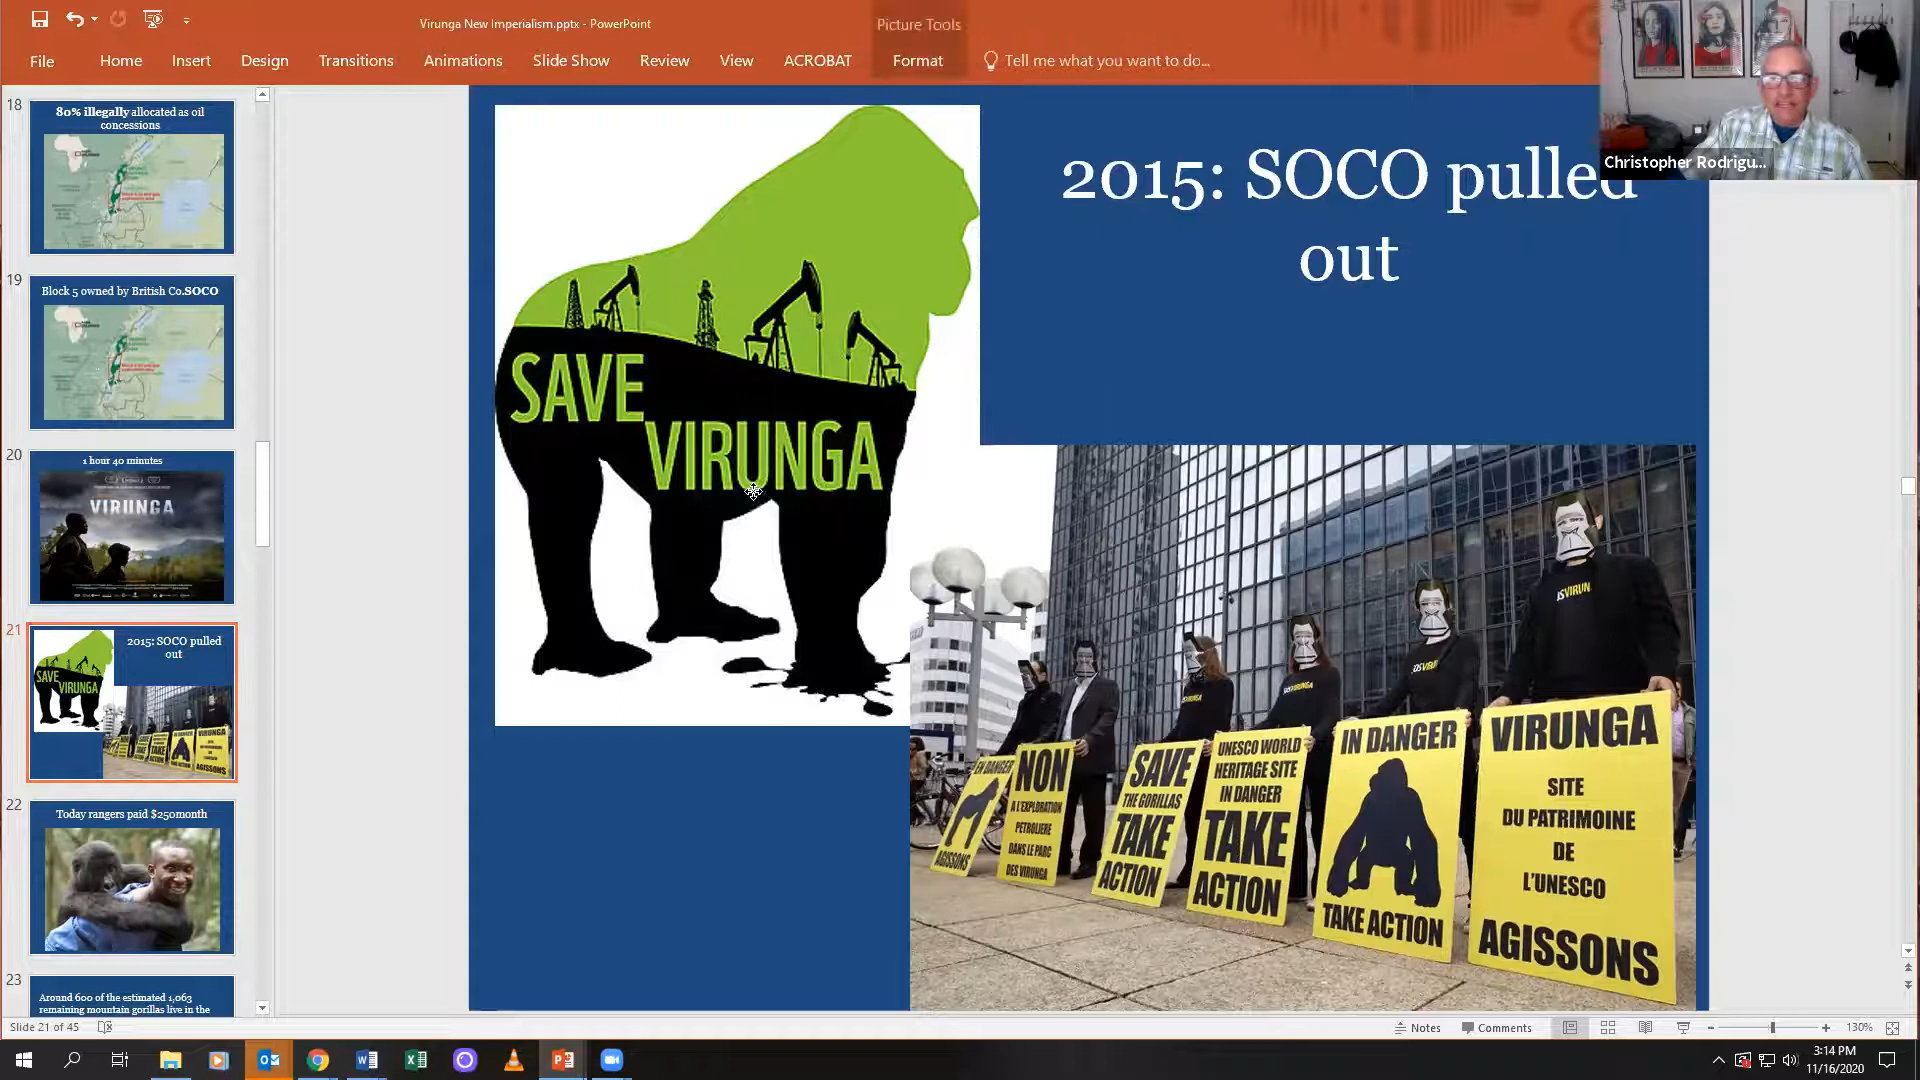 Virunga New Imperialism.pptx - PowerPoint
Picture Tools
File
Home
Insert
Design
Transitions
Animations
Slide Show
Review
View
ACROBAT
Format
Tell me what you want to do...
Christopher Rodrigu...
18
80% illegally allocated as oil
concessions
19
Block 5 owned by British Co.SOCO
20
1 hour 40 minutes
VIRUNGA
21
2015: SOCO pulled
out
SAVE
VIRUNGA
22
Today rangers paid $250month
23
Around 600 of the estimated 1,063
remaining mountain gorillas live in the
2015: SOCO pulled
out
SAVE
VIRUNGA
EN DANGER
AGISSONS
NON
A L'EXPLORATION
PETROLIERE
DANS LE PARC
DES VIRUNGA
SAVE
THE GORILLAS
TAKE
ACTION
UNESCO WORLD
HERITAGE SITE
IN DANGER
TAKE
ACTION
IN DANGER
TAKE ACTION
VIRUNGA
SITE
DU PATRIMOINE
DE
L'UNESCO
AGISSONS
Slide 21 of 45
Notes
Comments
130%
3:14 PM
11/16/2020